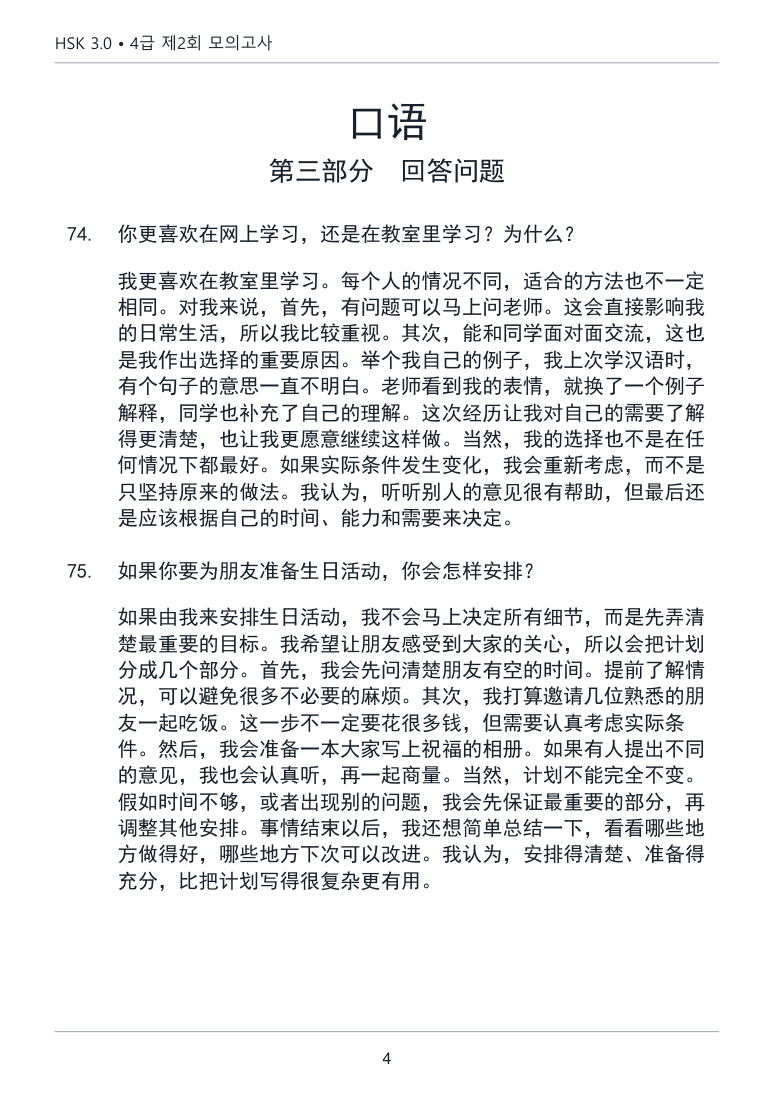 HSK 3.0 • 4급 제2회 모의고사
口语
第三部分 回答问题
74. 你更喜欢在网上学习，还是在教室里学习？为什么？
我更喜欢在教室里学习。每个人的情况不同，适合的方法也不一定
相同。对我来说，首先，有问题可以马上问老师。这会直接影响我
的日常生活，所以我比较重视。其次，能和同学面对面交流，这也
是我作出选择的重要原因。举个我自己的例子，我上次学汉语时，
有个句子的意思一直不明白。老师看到我的表情，就换了一个例子
解释，同学也补充了自己的理解。这次经历让我对自己的需要了解
得更清楚，也让我更愿意继续这样做。当然，我的选择也不是在任
何情况下都最好。如果实际条件发生变化，我会重新考虑，而不是
只坚持原来的做法。我认为，听听别人的意见很有帮助，但最后还
是应该根据自己的时间、能力和需要来决定。
75. 如果你要为朋友准备生日活动，你会怎样安排？
如果由我来安排生日活动，我不会马上决定所有细节，而是先弄清
楚最重要的目标。我希望让朋友感受到大家的关心，所以会把计划
分成几个部分。首先，我会先问清楚朋友有空的时间。提前了解情
况，可以避免很多不必要的麻烦。其次，我打算邀请几位熟悉的朋
友一起吃饭。这一步不一定要花很多钱，但需要认真考虑实际条
件。然后，我会准备一本大家写上祝福的相册。如果有人提出不同
的意见，我也会认真听，再一起商量。当然，计划不能完全不变。
假如时间不够，或者出现别的问题，我会先保证最重要的部分，再
调整其他安排。事情结束以后，我还想简单总结一下，看看哪些地
方做得好，哪些地方下次可以改进。我认为，安排得清楚、准备得
充分，比把计划写得很复杂更有用。
4